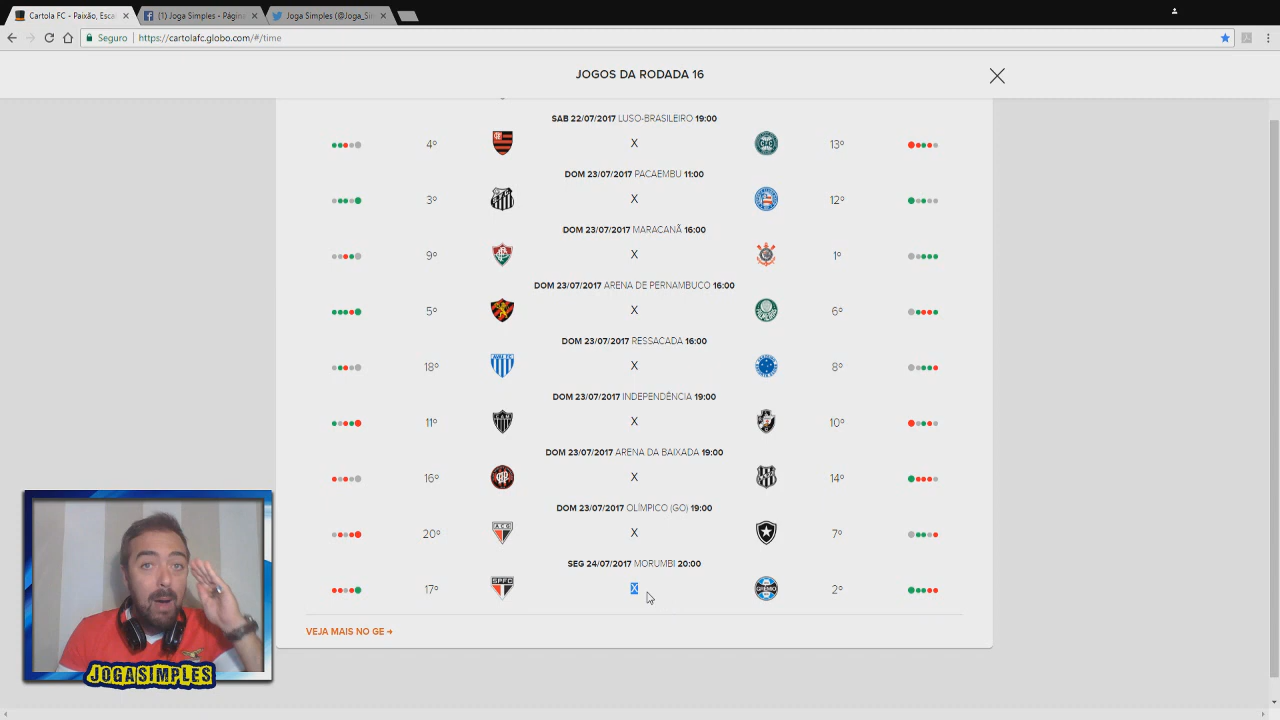 Cartola FC - Paixão, Esca
(1) Joga Simples - Página
Joga Simples (@Joga_Sim
Seguro
https://cartolafc.globo.com/#/time
JOGOS DA RODADA 16
SAB 22/07/2017 LUSO-BRASILEIRO 19:00
4º X 13º
DOM 23/07/2017 PACAEMBU 11:00
3º X 12º
DOM 23/07/2017 MARACANÃ 16:00
9º X 1º
DOM 23/07/2017 ARENA DE PERNAMBUCO 16:00
5º X 6º
DOM 23/07/2017 RESSACADA 16:00
18º X 8º
DOM 23/07/2017 INDEPENDÊNCIA 19:00
11º X 10º
DOM 23/07/2017 ARENA DA BAIXADA 19:00
16º X 14º
DOM 23/07/2017 OLÍMPICO (GO) 19:00
20º X 7º
SEG 24/07/2017 MORUMBI 20:00
17º SPFC X GRÊMIO 2º
VEJA MAIS NO GE
JOGA SIMPLES